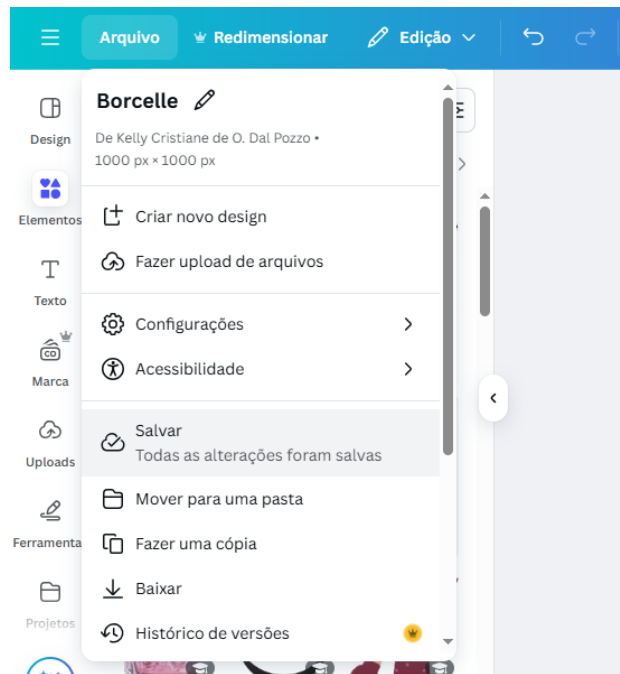 Arquivo
Redimensionar
Edição
Design
Elementos
Texto
CO
Marca
Uploads
Ferramenta
Projetos
Borcelle
De Kelly Cristiane de O. Dal Pozzo •
1000 px × 1000 px
Criar novo design
Fazer upload de arquivos
Configurações
Acessibilidade
Salvar
Todas as alterações foram salvas
Mover para uma pasta
Fazer uma cópia
Baixar
Histórico de versões